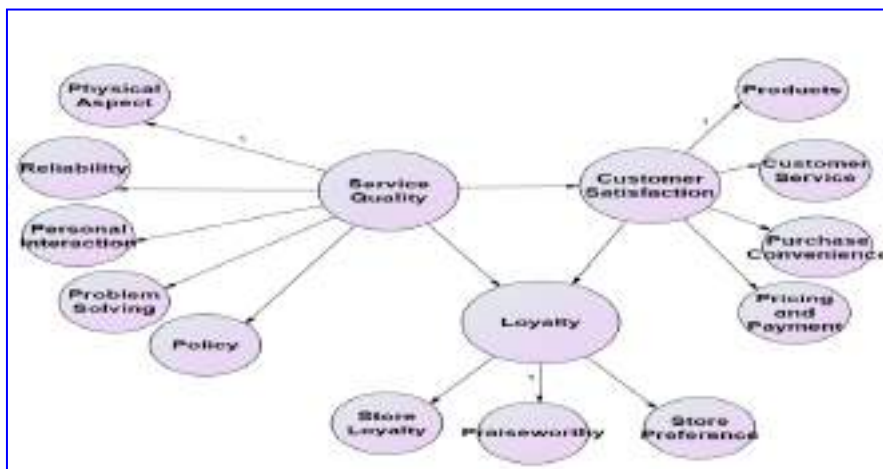 Physical
Aspect
Reliability
Personal
Interaction
Problem
Solving
Policy
Service
Quality
Customer
Satisfaction
Products
Customer
Service
Purchase
Convenience
Pricing
and
Payment
Loyalty
Store
Loyalty
Praiseworthy
Store
Preference